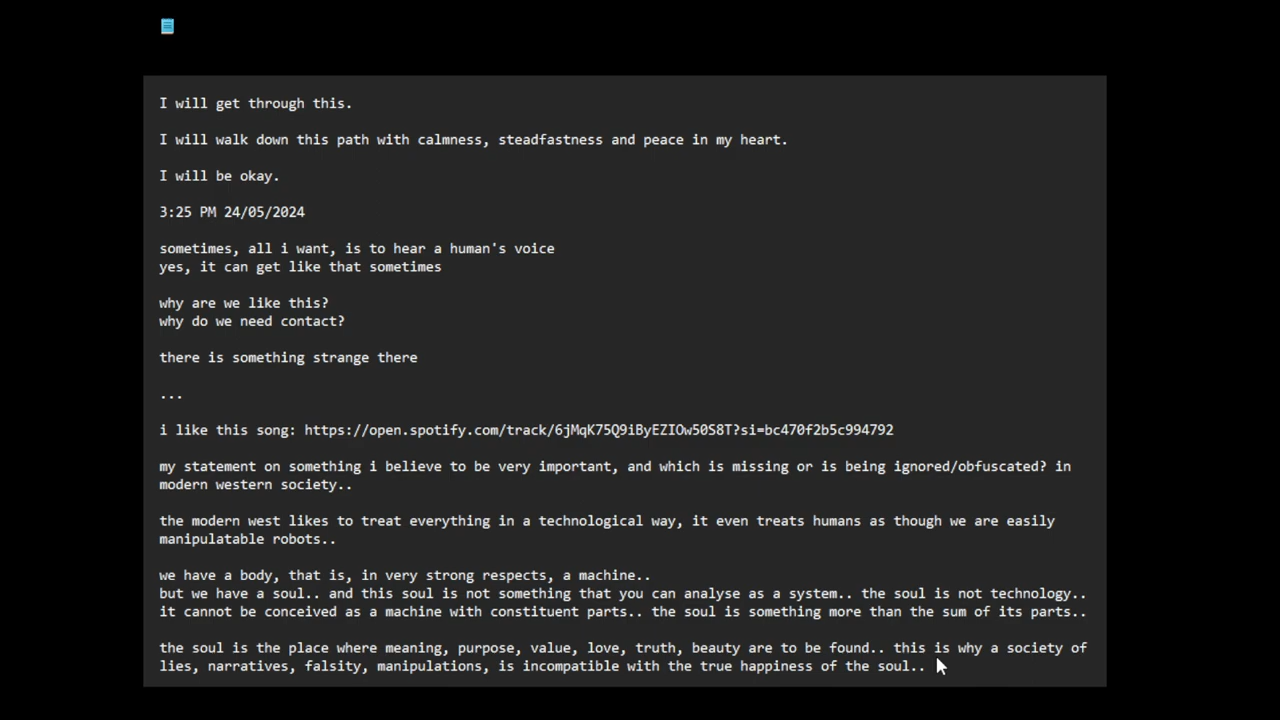 I will get through this.
I will walk down this path with calmness, steadfastness and peace in my heart.
I will be okay.
3:25 PM 24/05/2024
sometimes, all i want, is to hear a human's voice
yes, it can get like that sometimes
why are we like this?
why do we need contact?
there is something strange there
...
i like this song: https://open.spotify.com/track/6jMqK75Q9iByEZIOw50S8T?si=bc470f2b5c994792
my statement on something i believe to be very important, and which is missing or is being ignored/obfuscated? in
modern western society..
the modern west likes to treat everything in a technological way, it even treats humans as though we are easily
manipulatable robots..
we have a body, that is, in very strong respects, a machine..
but we have a soul.. and this soul is not something that you can analyse as a system.. the soul is not technology..
it cannot be conceived as a machine with constituent parts.. the soul is something more than the sum of its parts..
the soul is the place where meaning, purpose, value, love, truth, beauty are to be found.. this is why a society of
lies, narratives, falsity, manipulations, is incompatible with the true happiness of the soul..